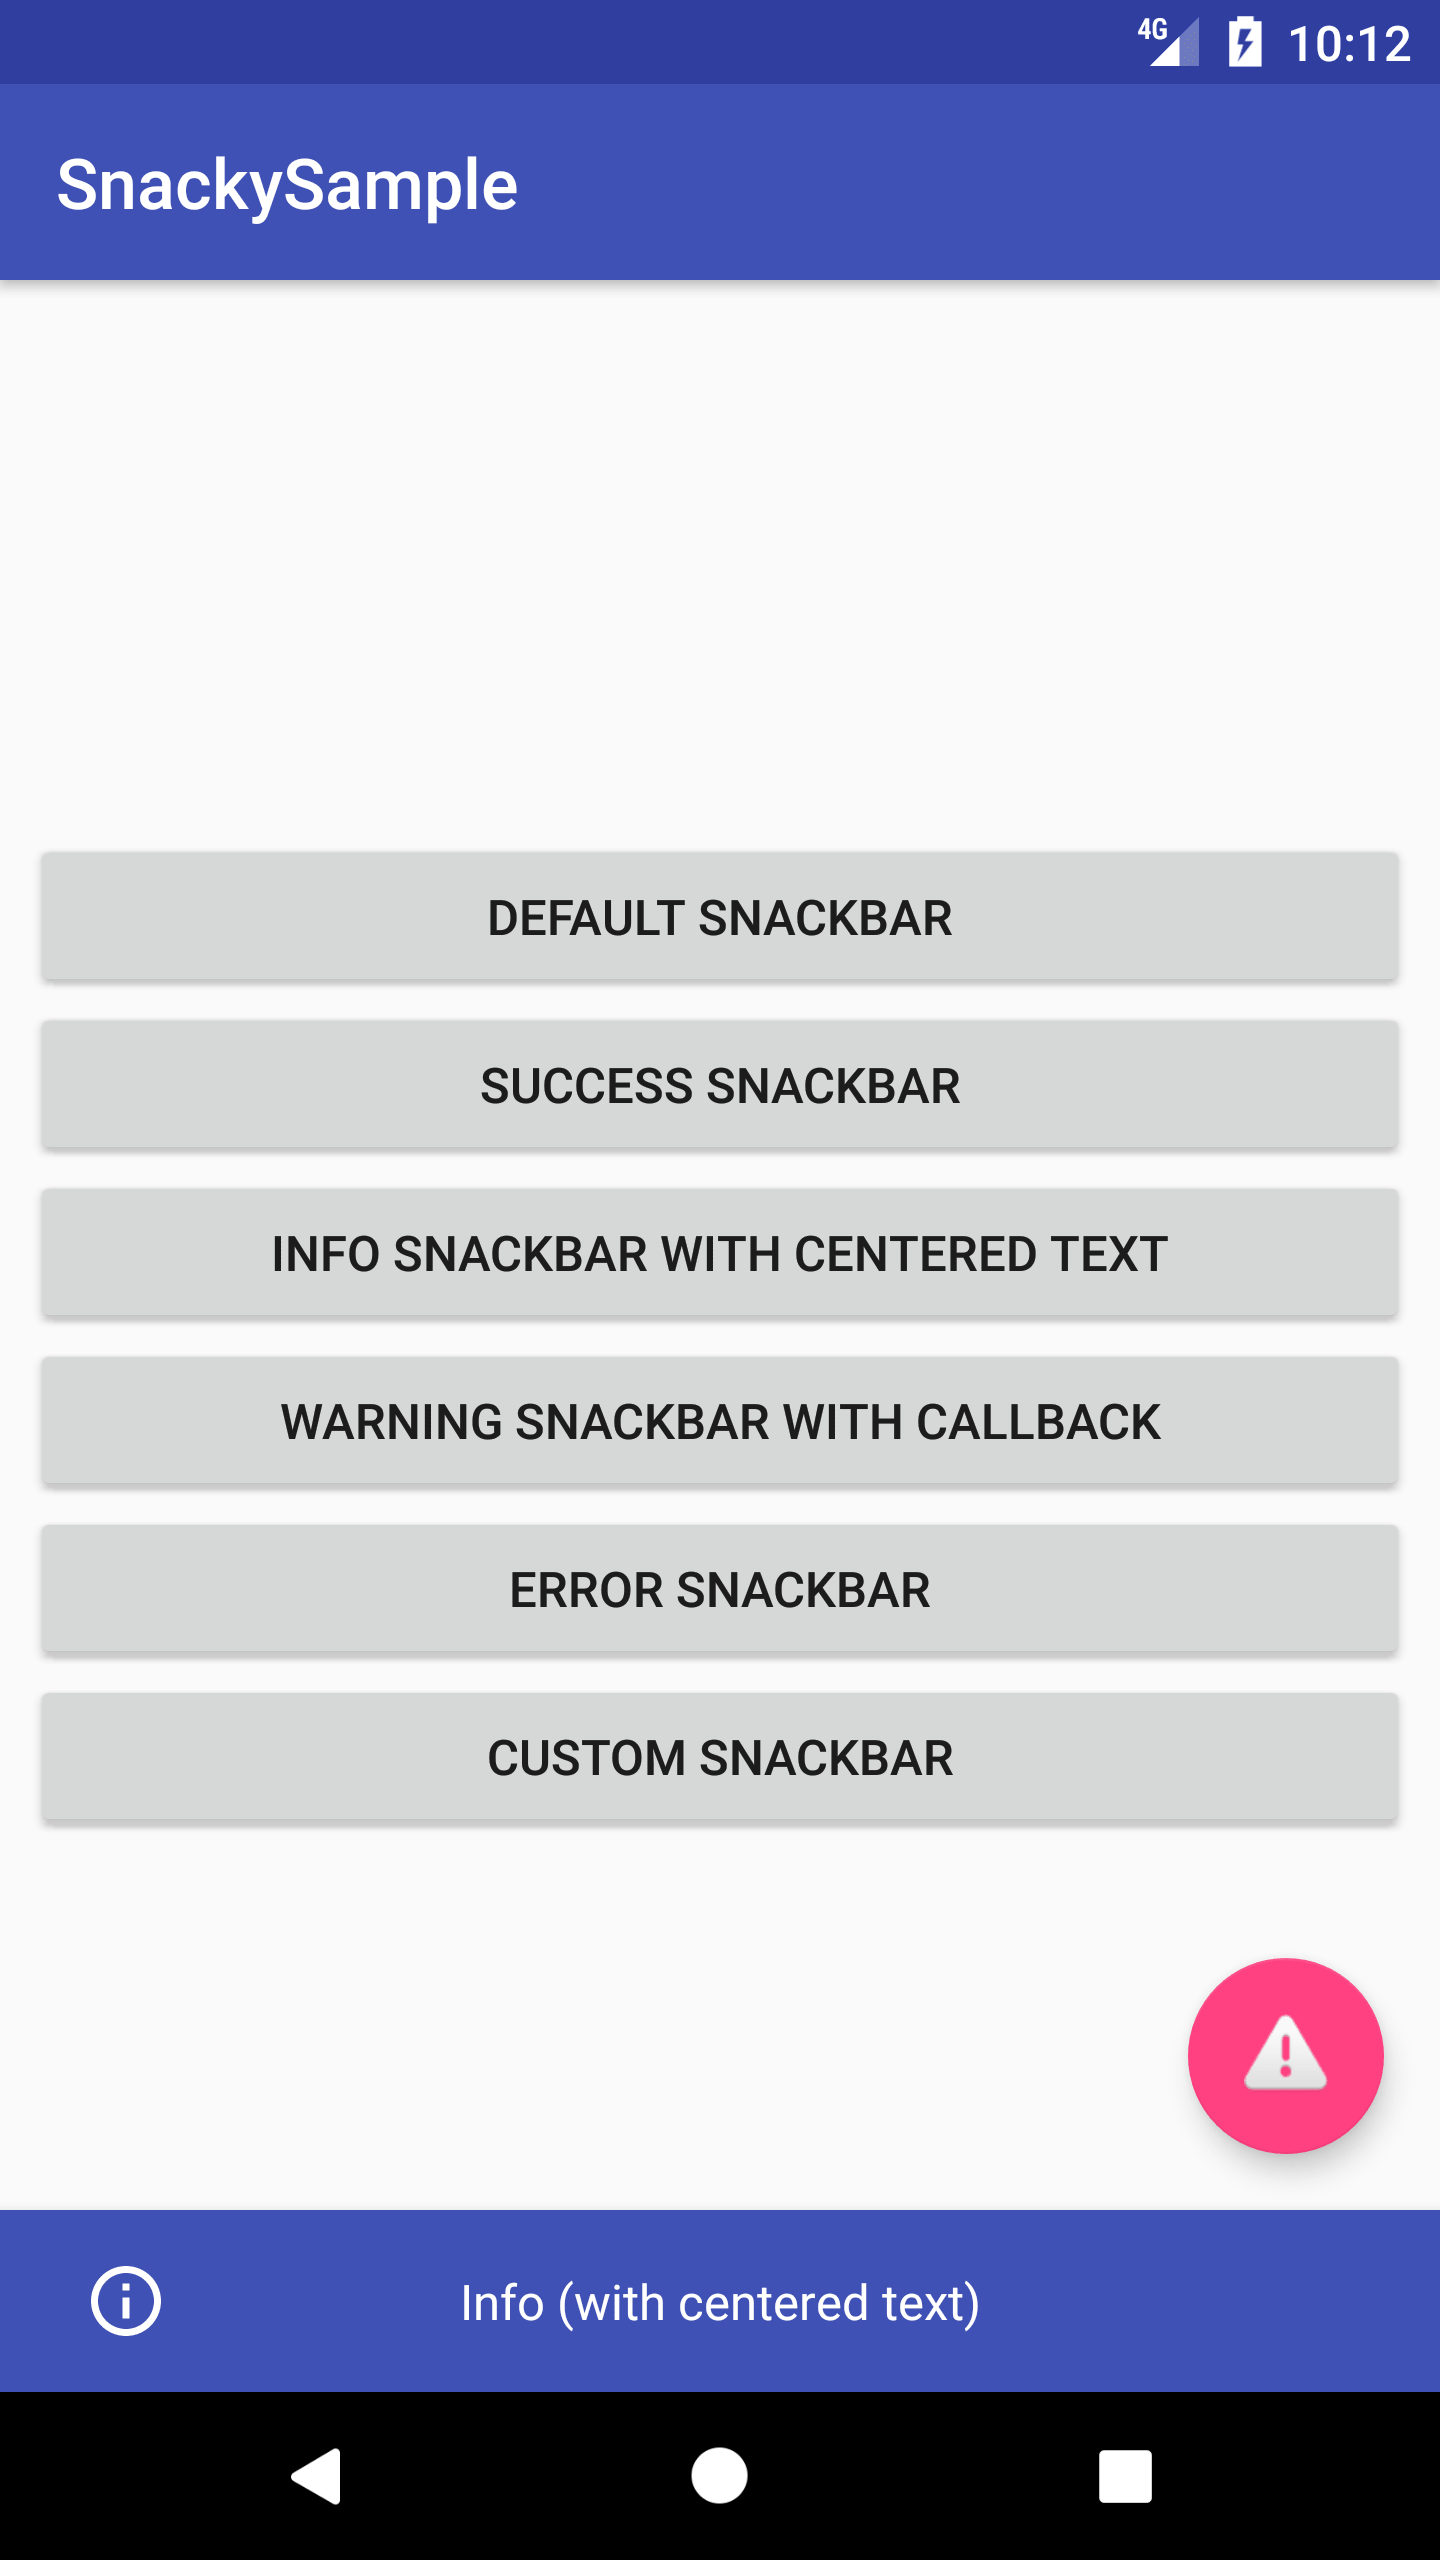 4G 10:12
SnackySample
DEFAULT SNACKBAR
SUCCESS SNACKBAR
INFO SNACKBAR WITH CENTERED TEXT
WARNING SNACKBAR WITH CALLBACK
ERROR SNACKBAR
CUSTOM SNACKBAR
Info (with centered text)